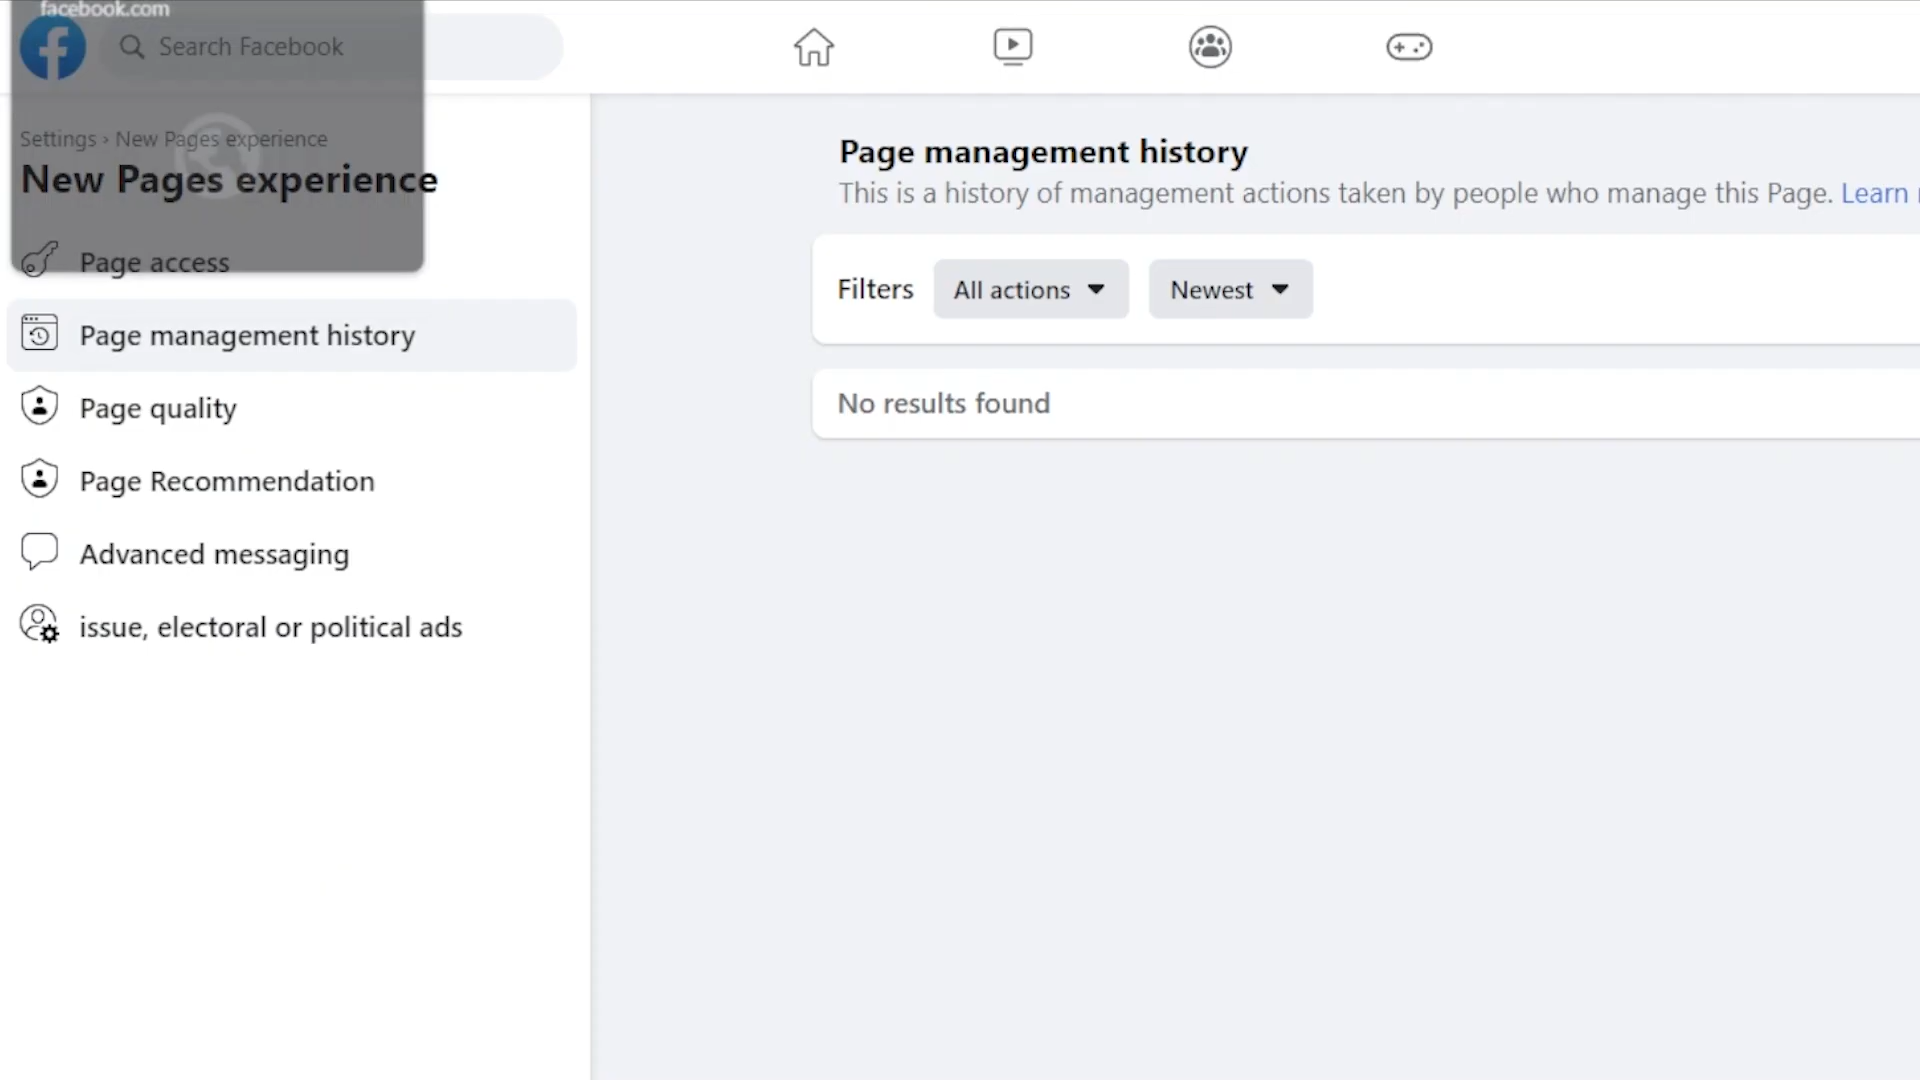 facebook.com
Search Facebook
Settings › New Pages experience
New Pages experience
Page access
Page management history
Page quality
Page Recommendation
Advanced messaging
issue, electoral or political ads
Page management history
This is a history of management actions taken by people who manage this Page. Learn
Filters
All actions
Newest
No results found